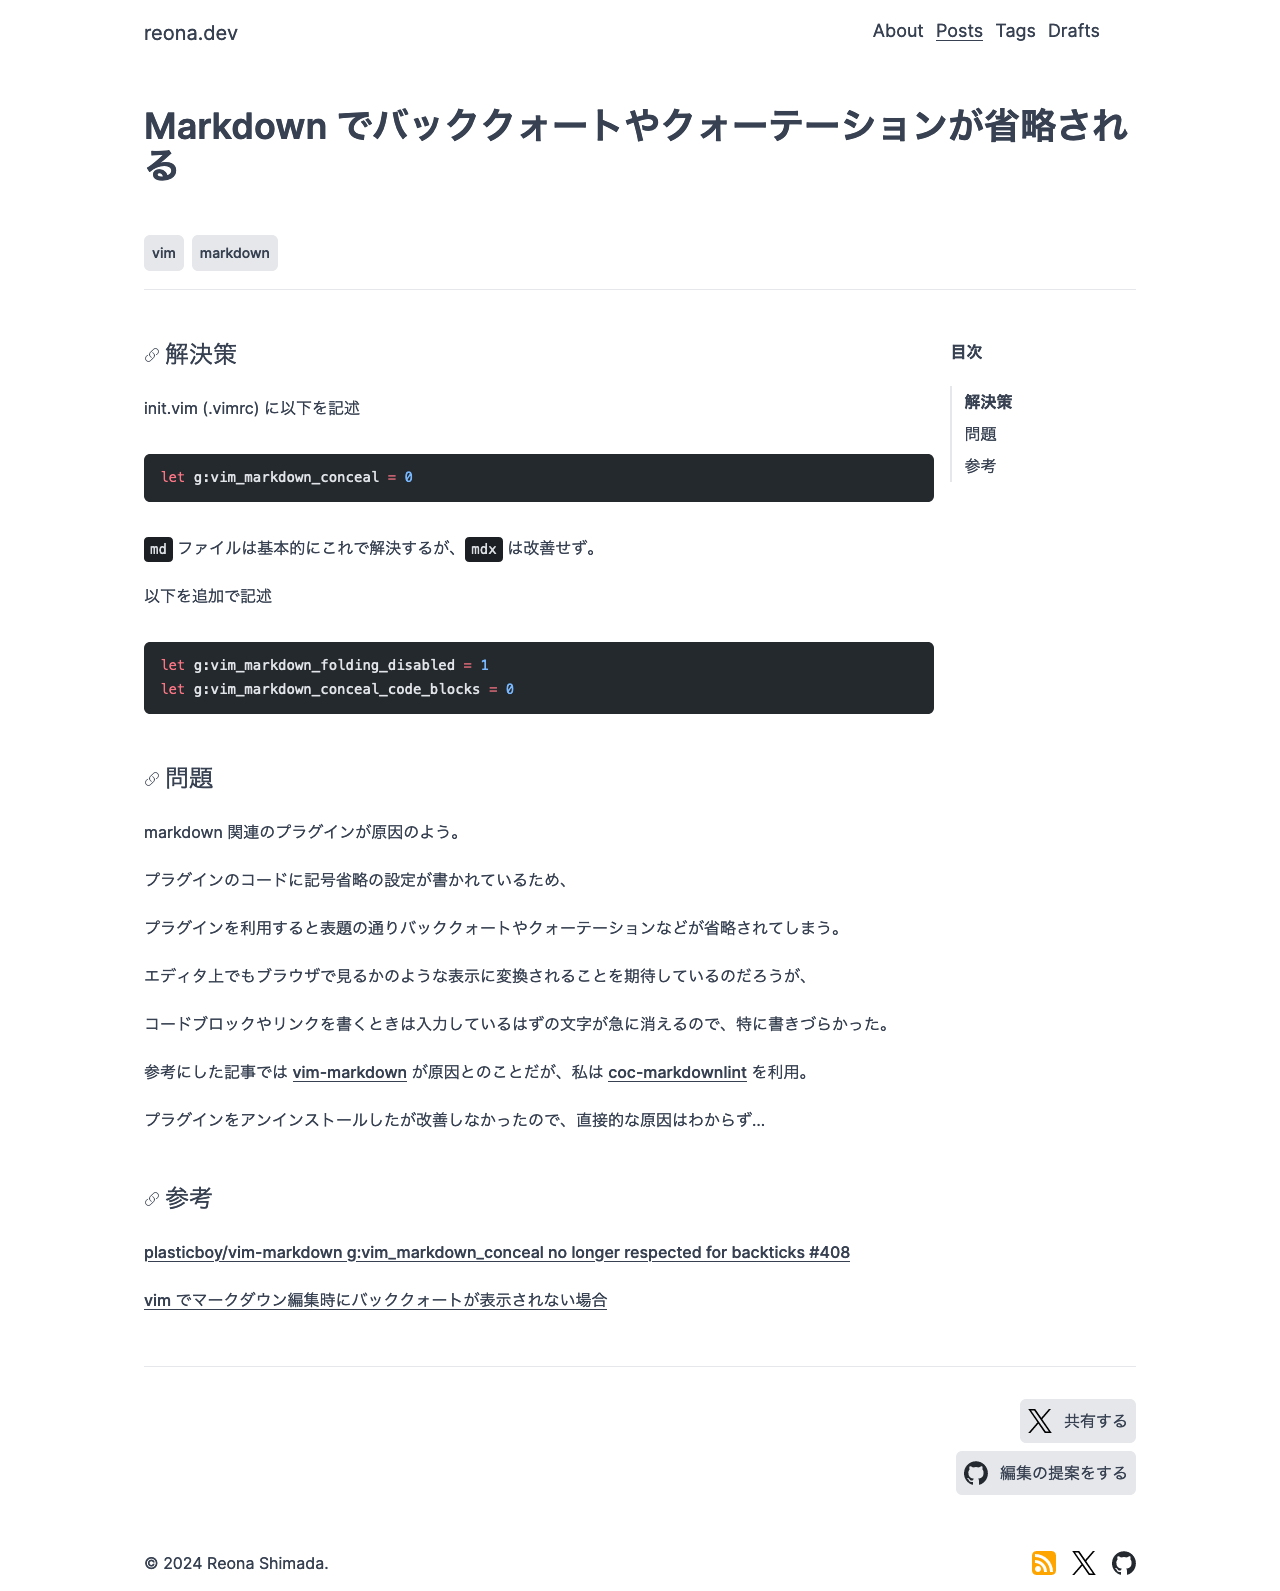 reona.dev
About Posts Tags Drafts
Markdown でバッククォートやクォーテーションが省略され
る
vim markdown
解決策
init.vim (.vimrc) に以下を記述
let g:vim_markdown_conceal = 0
md ファイルは基本的にこれで解決するが、mdx は改善せず。
以下を追加で記述
let g:vim_markdown_folding_disabled = 1
let g:vim_markdown_conceal_code_blocks = 0
問題
markdown 関連のプラグインが原因のよう。
プラグインのコードに記号省略の設定が書かれているため、
プラグインを利用すると表題の通りバッククォートやクォーテーションなどが省略されてしまう。
エディタ上でもブラウザで見るかのような表示に変換されることを期待しているのだろうが、
コードブロックやリンクを書くときは入力しているはずの文字が急に消えるので、特に書きづらかった。
参考にした記事では vim-markdown が原因とのことだが、私は coc-markdownlint を利用。
プラグインをアンインストールしたが改善しなかったので、直接的な原因はわからず...
参考
plasticboy/vim-markdown g:vim_markdown_conceal no longer respected for backticks #408
vim でマークダウン編集時にバッククォートが表示されない場合
目次
解決策
問題
参考
共有する
編集の提案をする
© 2024 Reona Shimada.